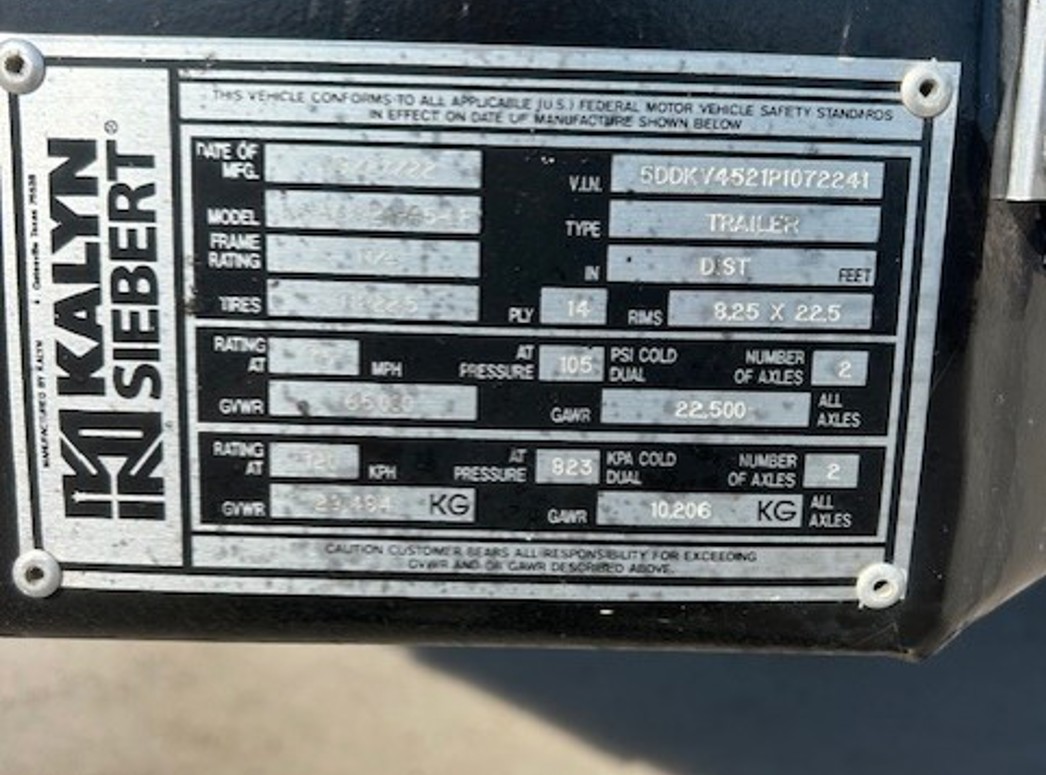 KALYN
SIEBERT®
THIS VEHICLE CONFORMS TO ALL APPLICABLE (U.S.) FEDERAL MOTOR VEHICLE SAFETY STANDARDS
IN EFFECT ON DATE OF MANUFACTURE SHOWN BELOW
DATE OF MFG.
V.I.N. 5DDKV4521P1072241
MODEL
TYPE TRAILER
FRAME RATING
IN DIST FEET
TIRES
PLY 14 RIMS 8.25 X 22.5
RATING AT MPH AT PRESSURE 105 PSI COLD DUAL NUMBER OF AXLES 2
GVWR GAWR 22,500 ALL AXLES
RATING AT KPH AT PRESSURE 823 KPA COLD DUAL NUMBER OF AXLES 2
GVWR 29,484 KG GAWR 10,206 KG ALL AXLES
CAUTION CUSTOMER BEARS ALL RESPONSIBILITY FOR EXCEEDING
GVWR AND OR GAWR DESCRIBED ABOVE.